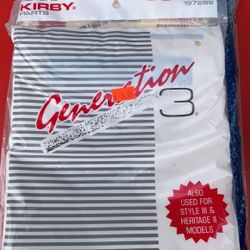 KIRBY
PARTS
197289
Generation
3
ALSO
USED FOR
STYLE III &
HERITAGE II
MODELS